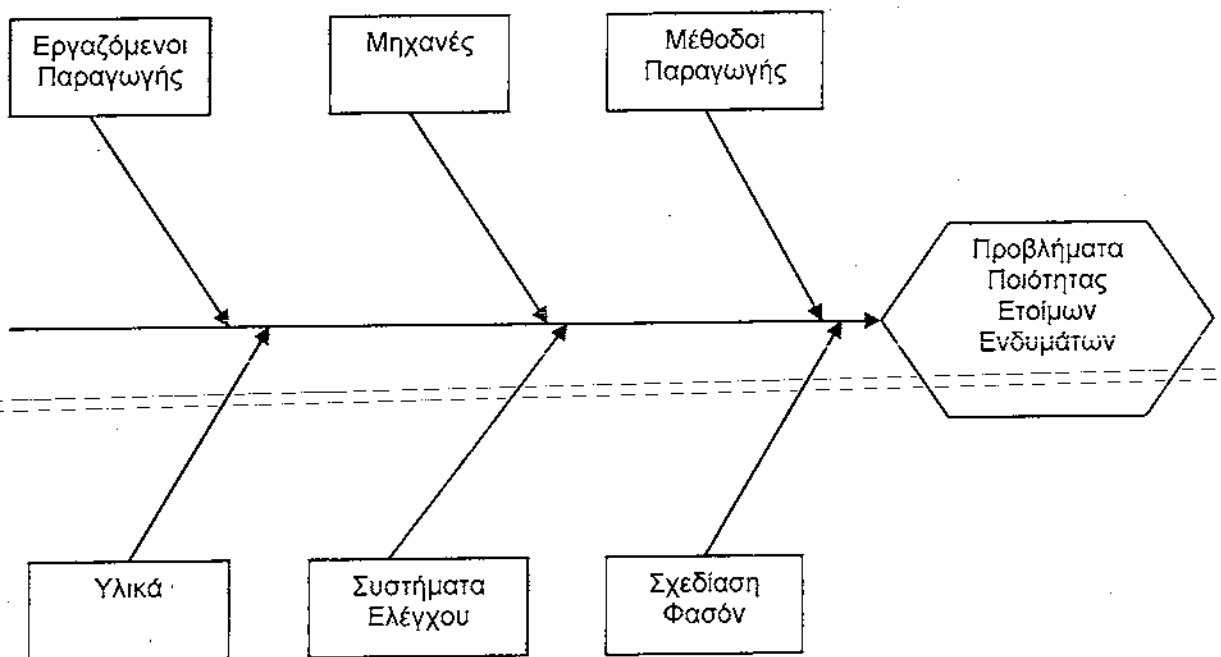 Εργαζόμενοι
Παραγωγής
Μηχανές
Μέθοδοι
Παραγωγής
Προβλήματα
Ποιότητας
Ετοίμων
Ενδυμάτων
Υλικά
Συστήματα
Ελέγχου
Σχεδίαση
Φασόν